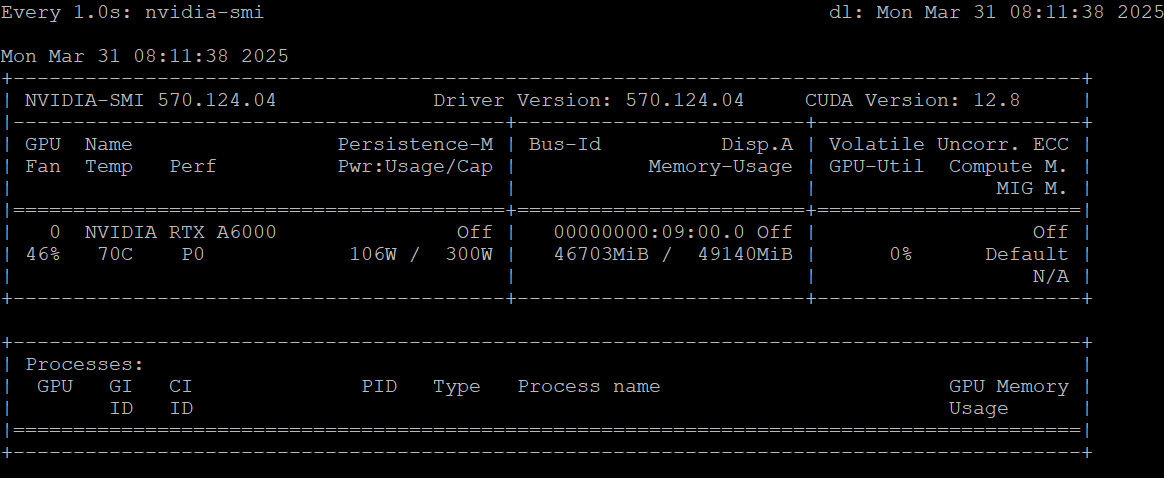 Every 1.0s: nvidia-smi dl: Mon Mar 31 08:11:38 2025
Mon Mar 31 08:11:38 2025
+-----------------------------------------------------------------------------------------+
| NVIDIA-SMI 570.124.04             Driver Version: 570.124.04     CUDA Version: 12.8     |
|-----------------------------------------+------------------------+----------------------+
| GPU  Name                 Persistence-M | Bus-Id          Disp.A | Volatile Uncorr. ECC |
| Fan  Temp   Perf          Pwr:Usage/Cap |           Memory-Usage | GPU-Util  Compute M. |
|                                         |                        |               MIG M. |
|=========================================+========================+======================|
|   0  NVIDIA RTX A6000               Off |   00000000:09:00.0 Off |                  Off |
| 46%   70C    P0            106W /  300W |   46703MiB /  49140MiB |      0%      Default |
|                                         |                        |                  N/A |
+-----------------------------------------+------------------------+----------------------+
+-----------------------------------------------------------------------------------------+
| Processes:                                                                              |
|  GPU   GI   CI              PID   Type   Process name                        GPU Memory |
|        ID   ID                                                               Usage      |
|=========================================================================================|
+-----------------------------------------------------------------------------------------+